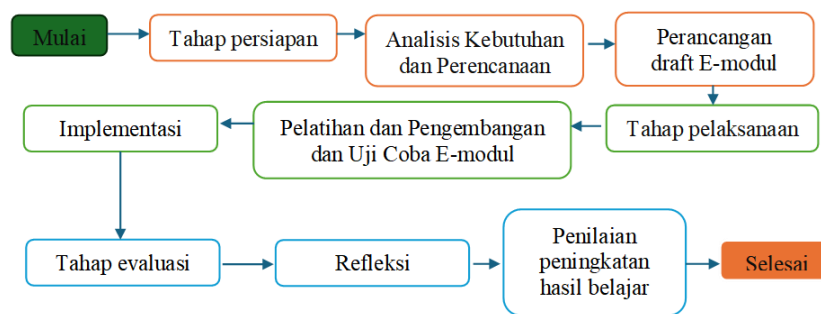 Mulai
Tahap persiapan
Analisis Kebutuhan
dan Perencanaan
Perancangan
draft E-modul
Tahap pelaksanaan
Pelatihan dan Pengembangan
dan Uji Coba E-modul
Implementasi
Tahap evaluasi
Refleksi
Penilaian
peningkatan
hasil belajar
Selesai